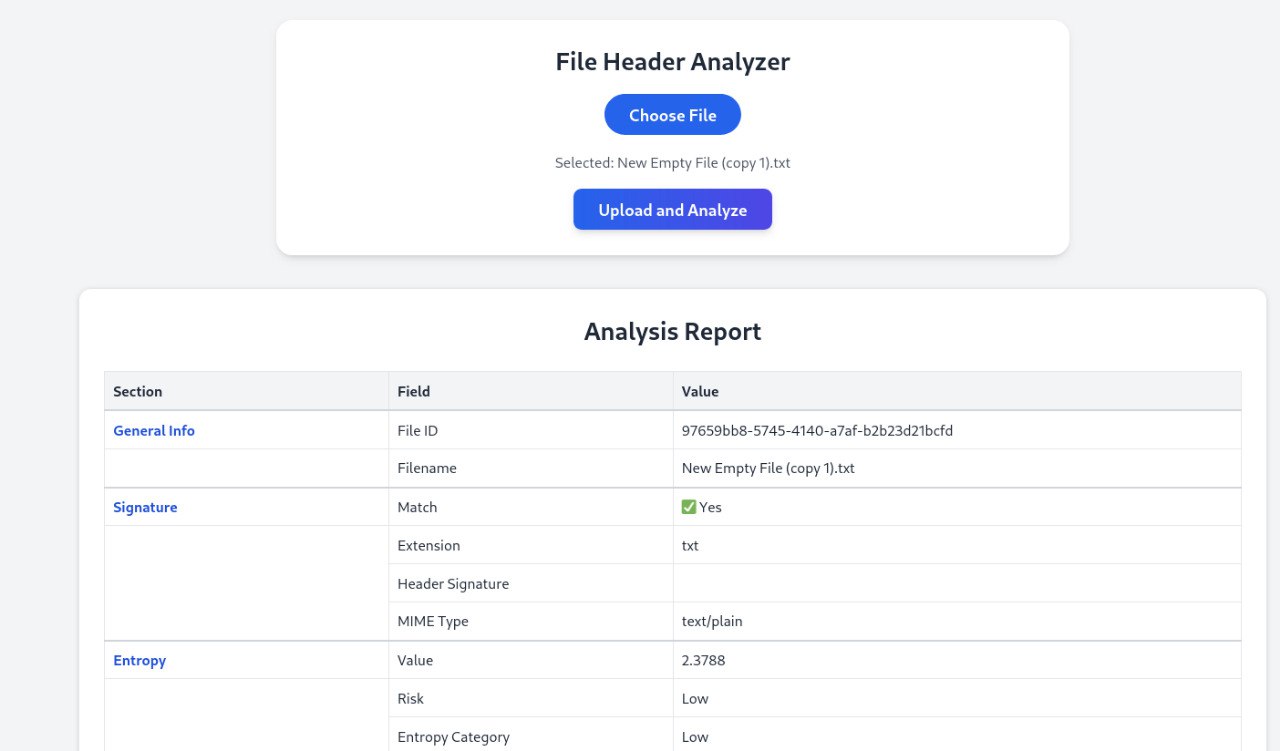 File Header Analyzer
Choose File
Selected: New Empty File (copy 1).txt
Upload and Analyze
Analysis Report
Section Field Value
General Info File ID 97659bb8-5745-4140-a7af-b2b23d21bcfd
Filename New Empty File (copy 1).txt
Signature Match ✅ Yes
Extension txt
Header Signature
MIME Type text/plain
Entropy Value 2.3788
Risk Low
Entropy Category Low